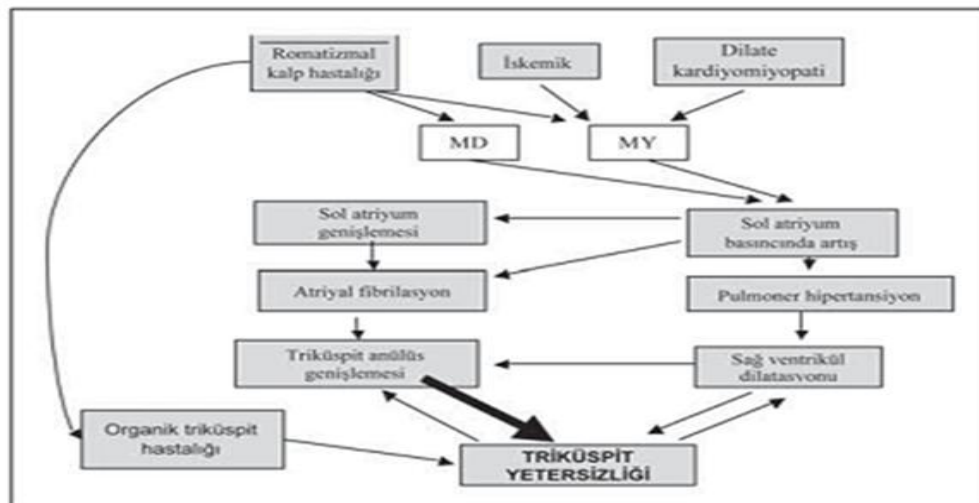 Romatizmal
kalp hastalığı
İskemik
Dilate
kardiyomiyopati
MD
MY
Sol atriyum
genişlemesi
Sol atriyum
basıncında artış
Atriyal fibrilasyon
Pulmoner hipertansiyon
Triküspit anülüs
genişlemesi
Sağ ventrikül
dilatasyonu
Organik triküspit
hastalığı
TRİKÜSPİT
YETERSİZLİĞİ